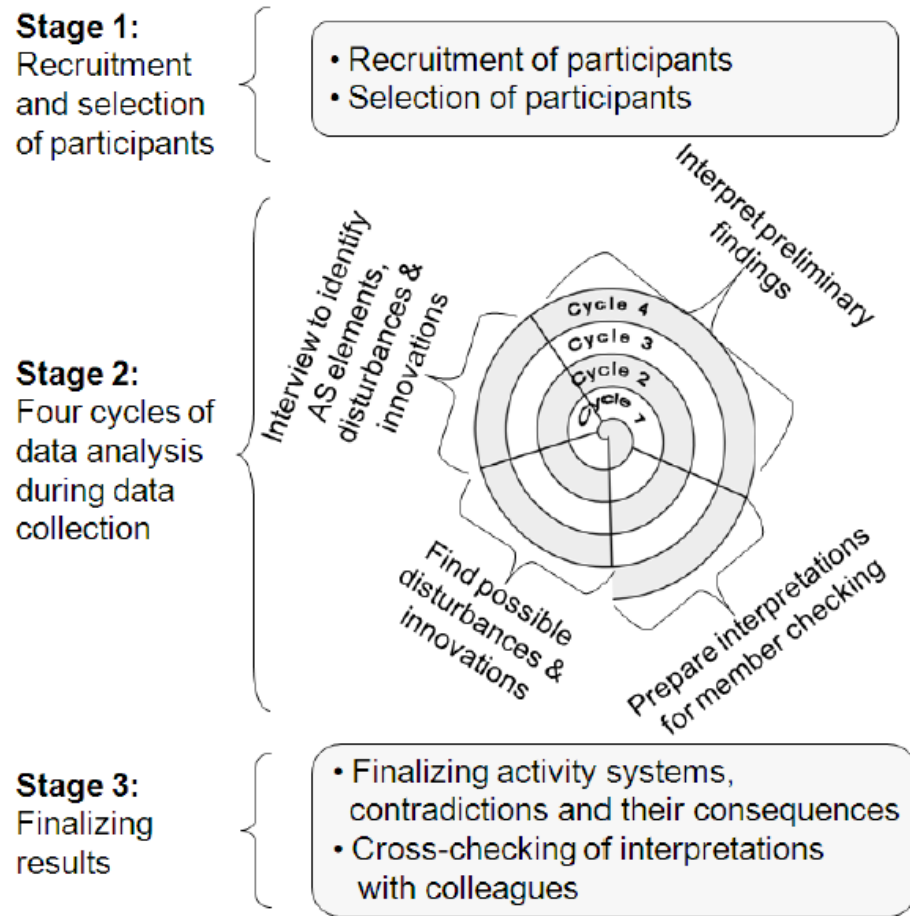 Stage 1:
Recruitment
and selection
of participants
• Recruitment of participants
• Selection of participants
Stage 2:
Four cycles of
data analysis
during data
collection
Interview to identify
AS elements,
disturbances &
innovations
Interpret preliminary
findings
Cycle 4
Cycle 3
Cycle 2
Cycle 1
Find possible
disturbances &
innovations
Prepare interpretations
for member checking
Stage 3:
Finalizing
results
• Finalizing activity systems,
contradictions and their consequences
• Cross-checking of interpretations
with colleagues